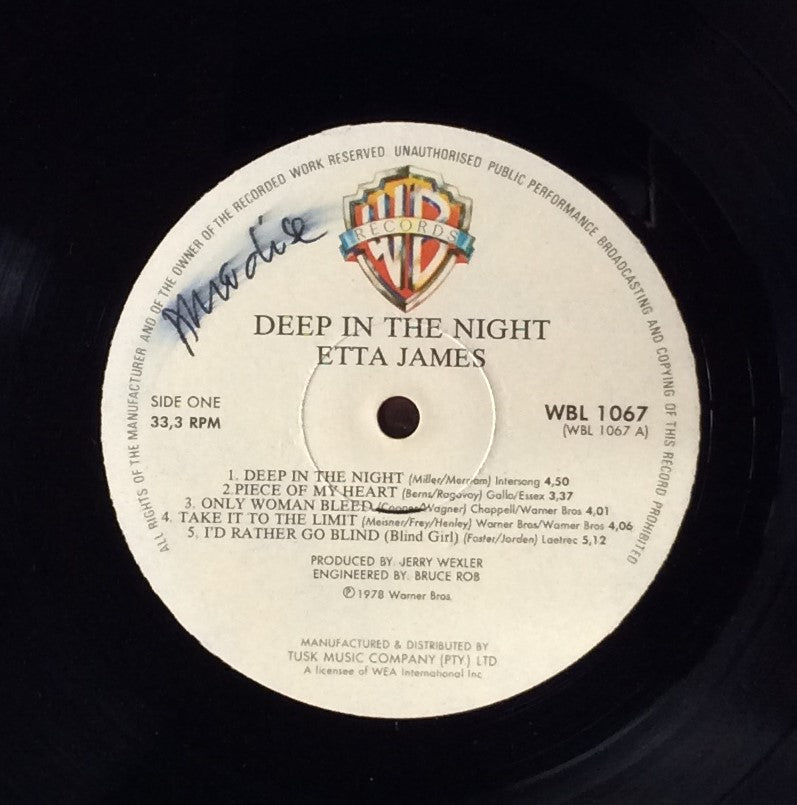 ALL RIGHTS OF THE MANUFACTURER AND OF THE OWNER OF THE RECORDED WORK RESERVED. UNAUTHORISED PUBLIC PERFORMANCE BROADCASTING AND COPYING OF THIS RECORD PROHIBITED
WB
RECORDS
DEEP IN THE NIGHT
ETTA JAMES
SIDE ONE
33,3 RPM
WBL 1067
(WBL 1067 A)
1. DEEP IN THE NIGHT (Miller/Merriam) Intersong 4,50
2.PIECE OF MY HEART (Berns/Ragovoy) Gallo/Essex 3,37
3. ONLY WOMAN BLEED (Cooper/Wagner) Chappell/Warner Bros 4,01
4. TAKE IT TO THE LIMIT (Meisner/Frey/Henley) Warner Bros/Warner Bros 4,06
5. I'D RATHER GO BLIND (Blind Girl) (Foster/Jorden) Laetrec 5,12
PRODUCED BY: JERRY WEXLER
ENGINEERED BY: BRUCE ROB
℗ 1978 Warner Bros.
MANUFACTURED & DISTRIBUTED BY
TUSK MUSIC COMPANY (PTY) LTD
A licensee of WEA International Inc